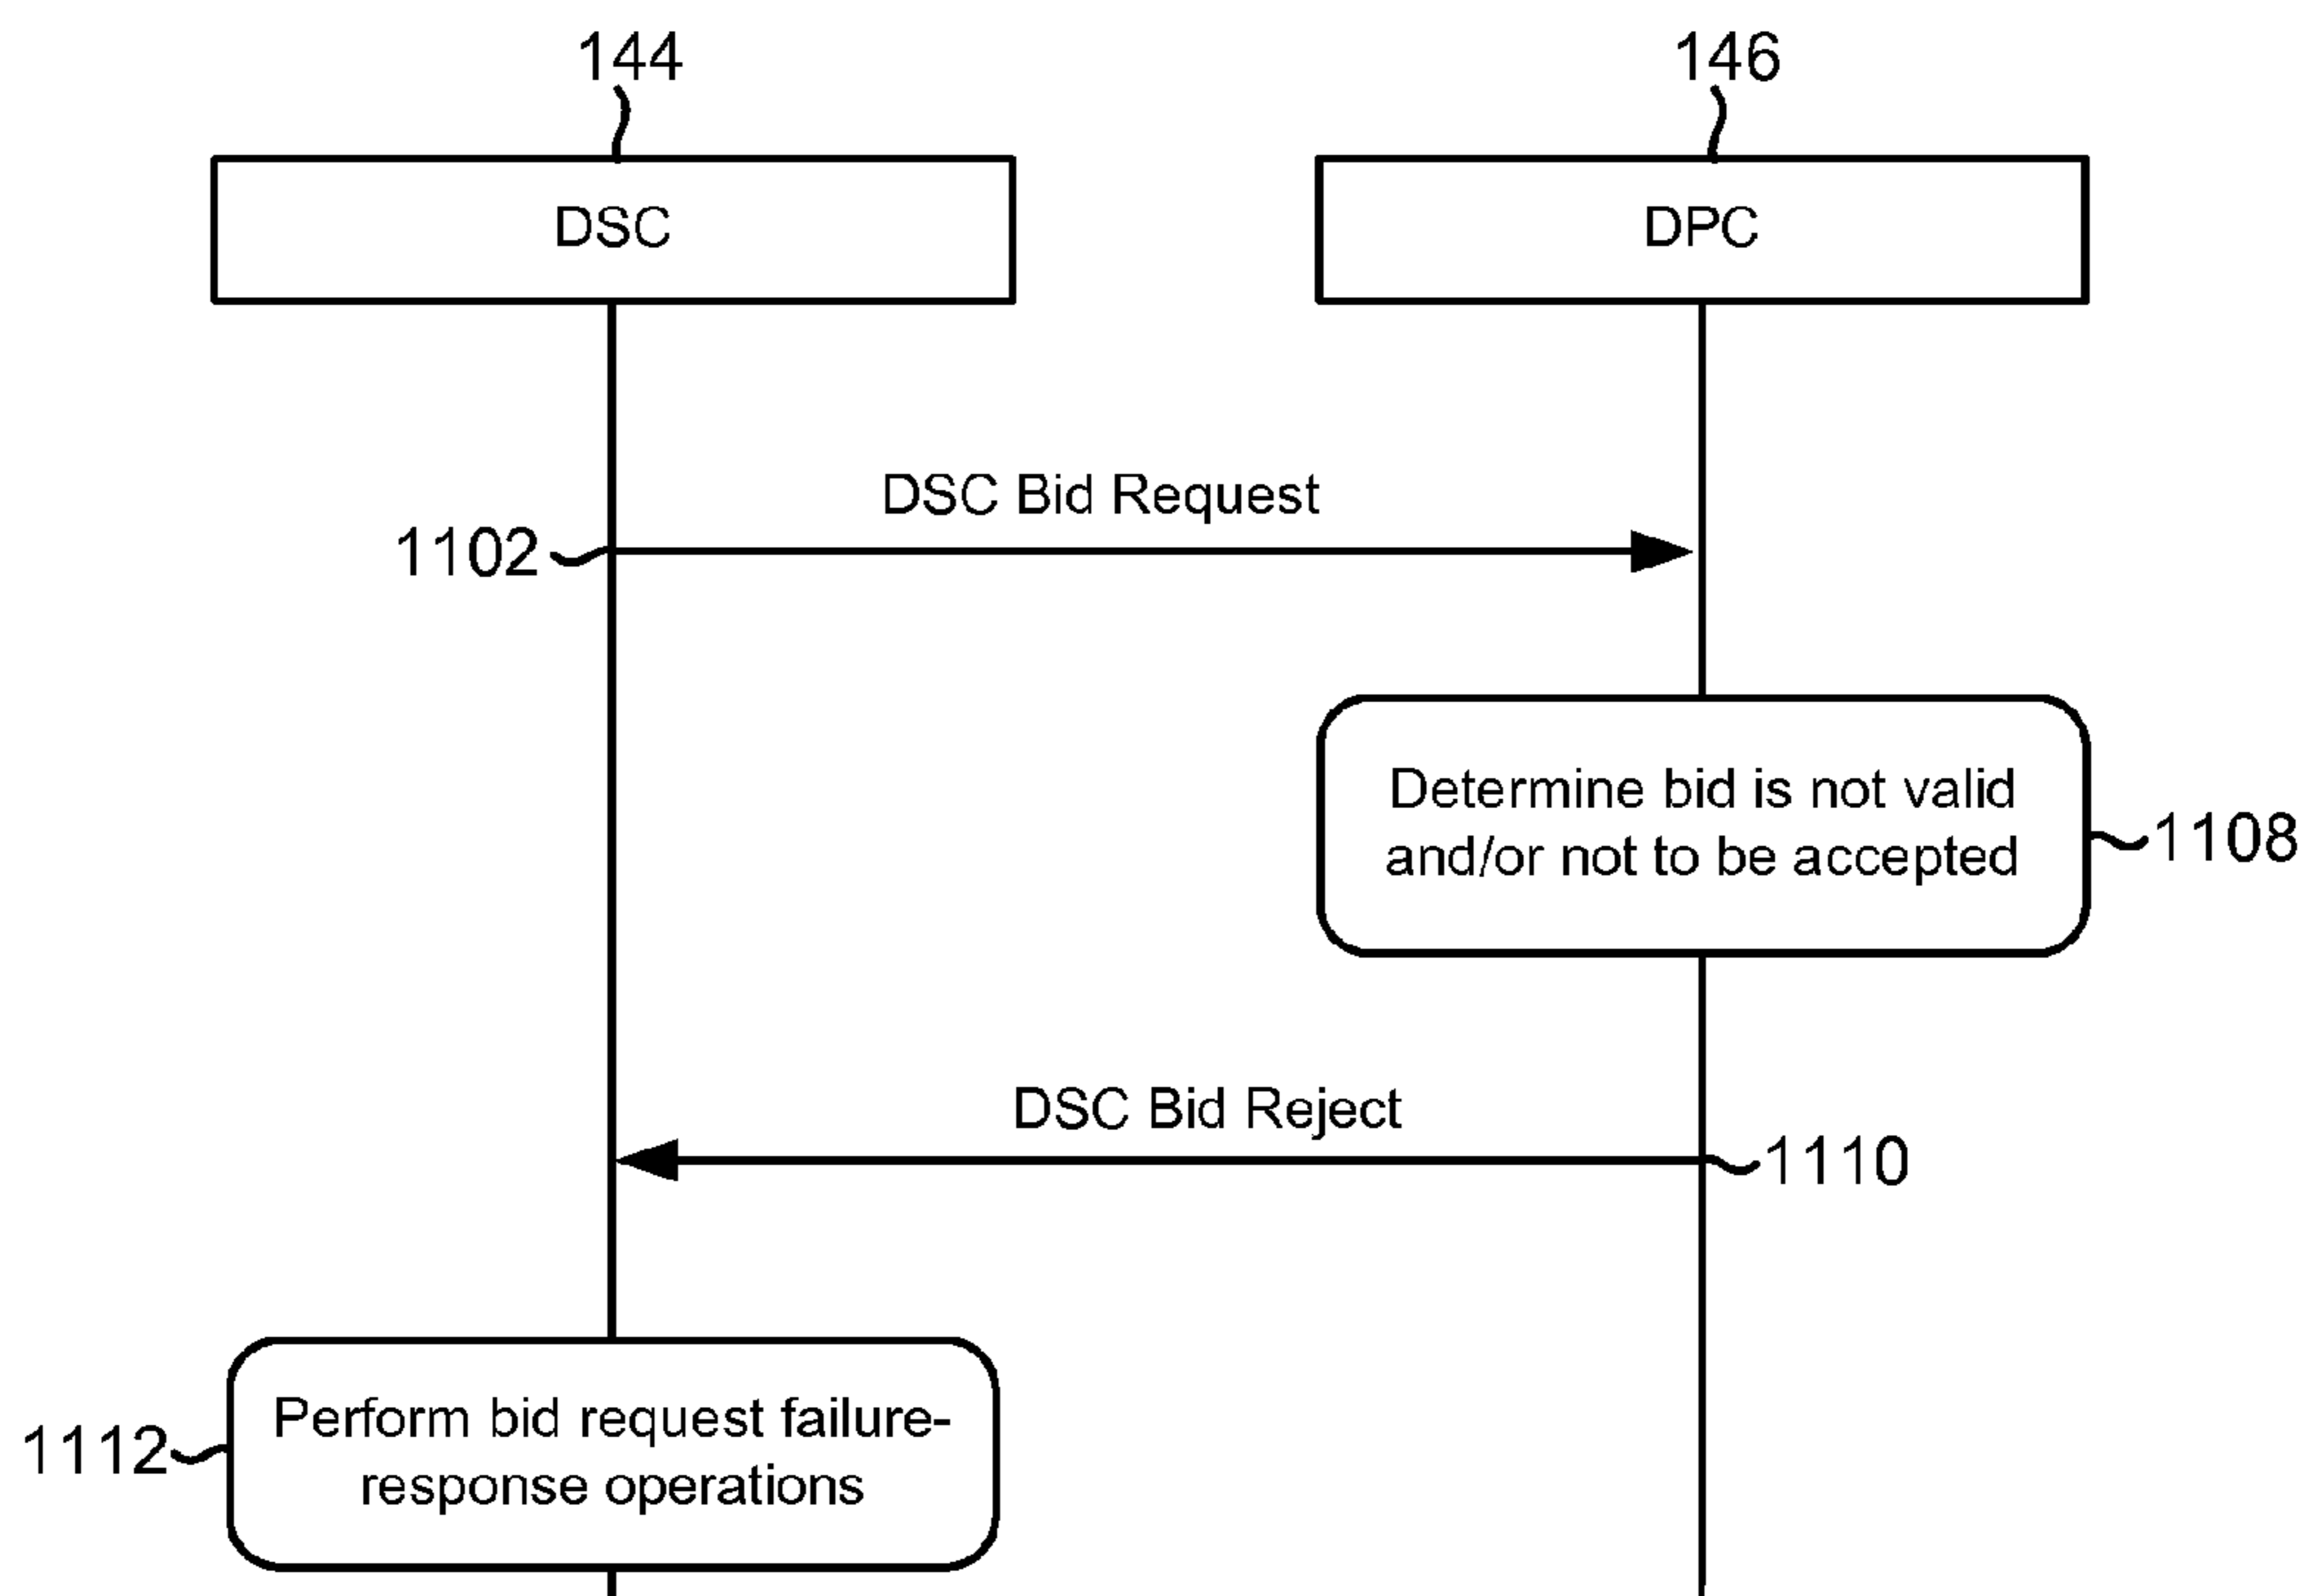 144
146
DSC
DPC
DSC Bid Request
1102
Determine bid is not valid
and/or not to be accepted
1108
DSC Bid Reject
1110
Perform bid request failure-
response operations
1112